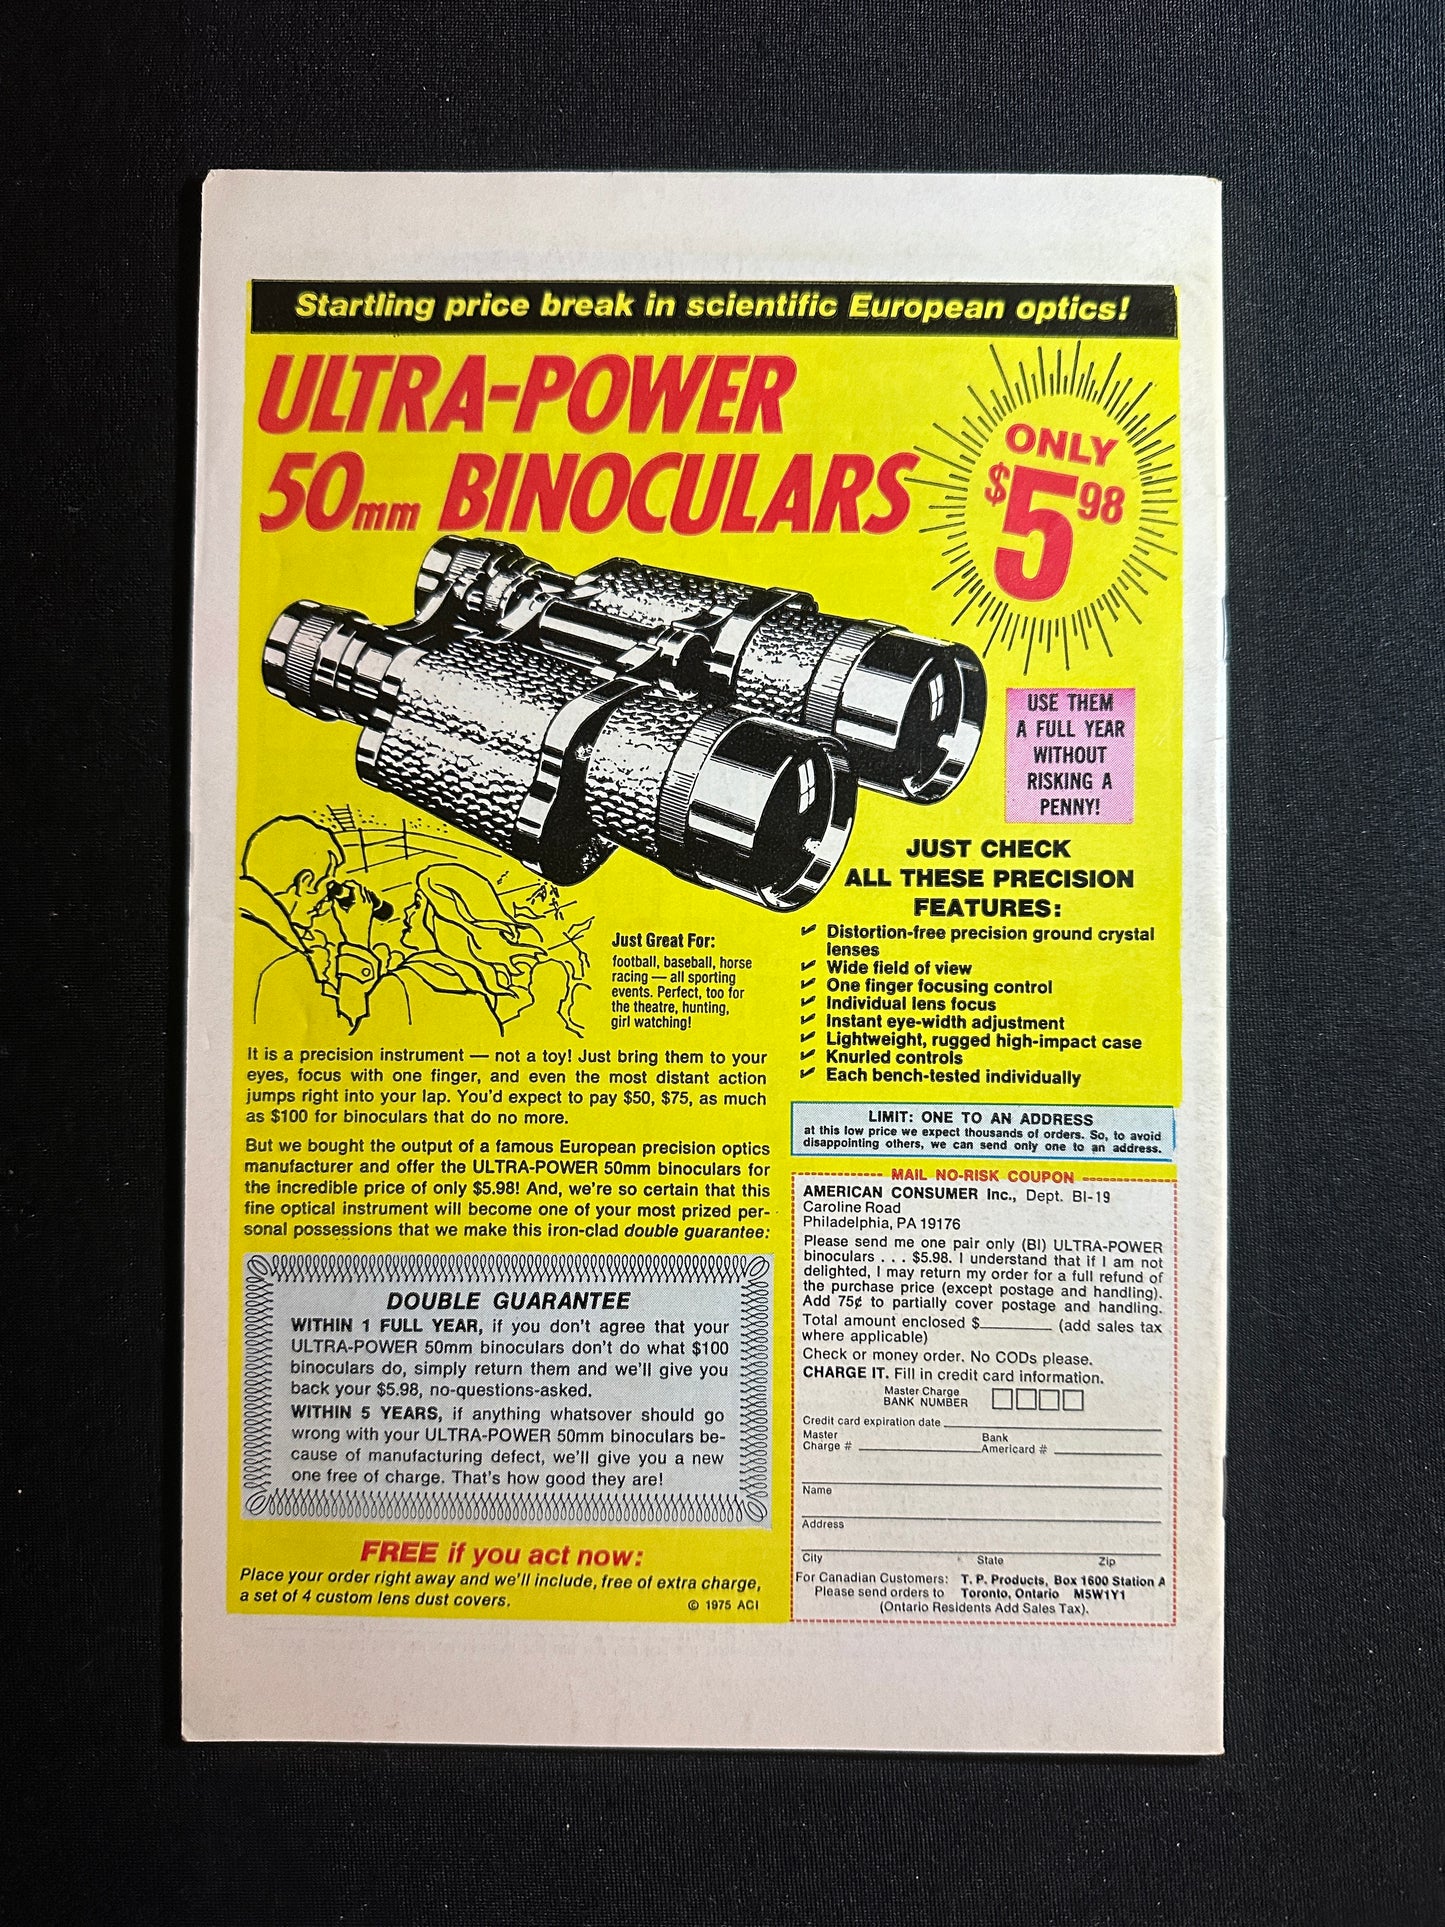 Startling price break in scientific European optics!
ULTRA-POWER
50mm BINOCULARS
ONLY
$5.98
USE THEM
A FULL YEAR
WITHOUT
RISKING A
PENNY!
JUST CHECK
ALL THESE PRECISION
FEATURES:
Distortion-free precision ground crystal
lenses
Wide field of view
One finger focusing control
Individual lens focus
Instant eye-width adjustment
Lightweight, rugged high-impact case
Knurled controls
Each bench-tested individually
Just Great For:
football, baseball, horse
racing — all sporting
events. Perfect, too for
the theatre, hunting,
girl watching!
It is a precision instrument — not a toy! Just bring them to your
eyes, focus with one finger, and even the most distant action
jumps right into your lap. You'd expect to pay $50, $75, as much
as $100 for binoculars that do no more.
But we bought the output of a famous European precision optics
manufacturer and offer the ULTRA-POWER 50mm binoculars for
the incredible price of only $5.98! And, we're so certain that this
fine optical instrument will become one of your most prized per-
sonal possessions that we make this iron-clad double guarantee:
DOUBLE GUARANTEE
WITHIN 1 FULL YEAR, if you don't agree that your
ULTRA-POWER 50mm binoculars don't do what $100
binoculars do, simply return them and we'll give you
back your $5.98, no-questions-asked.
WITHIN 5 YEARS, if anything whatsover should go
wrong with your ULTRA-POWER 50mm binoculars be-
cause of manufacturing defect, we'll give you a new
one free of charge. That's how good they are!
FREE if you act now:
Place your order right away and we'll include, free of extra charge,
a set of 4 custom lens dust covers.
© 1975 ACI
LIMIT: ONE TO AN ADDRESS
at this low price we expect thousands of orders. So, to avoid
disappointing others, we can send only one to an address.
MAIL NO-RISK COUPON
AMERICAN CONSUMER Inc., Dept. BI-19
Caroline Road
Philadelphia, PA 19176
Please send me one pair only (BI) ULTRA-POWER
binoculars . . . $5.98. I understand that if I am not
delighted, I may return my order for a full refund of
the purchase price (except postage and handling).
Add 75¢ to partially cover postage and handling.
Total amount enclosed $________ (add sales tax
where applicable)
Check or money order. No CODs please.
CHARGE IT. Fill in credit card information.
Master Charge
BANK NUMBER
Credit card expiration date
Master Charge #
Bank Americard #
Name
Address
City State Zip
For Canadian Customers: T. P. Products, Box 1600 Station A
Please send orders to Toronto, Ontario M5W1Y1
(Ontario Residents Add Sales Tax).